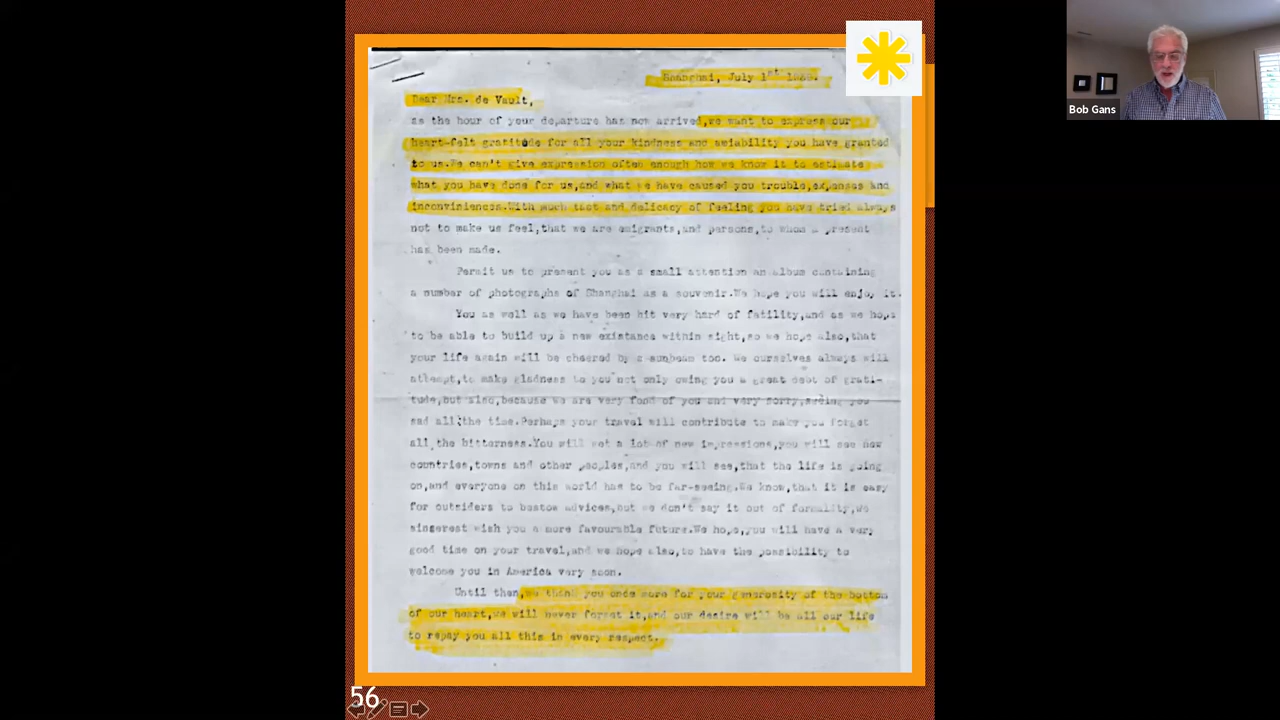 Shanghai, July 1st
Dear Mrs. de Vault,
as the hour of your departure has now arrived,we want to express our
heart-felt gratitude for all your kindness and amiability you have granted
to us.We can't give expression often enough how we know it to estimate
what you have done for us,and what we have caused you trouble,expenses and
inconviniences.With much tact and delicacy of feeling you have tried always
not to make us feel,that we are emigrants,and persons,to whom a present
has been made.
Permit us to present you as a small attention an album containing
a number of photographs of Shanghai as a souvenir.We hope you will enjoy it.
You as well as we have been hit very hard of fatility,and as we hope
to be able to build up a new existance within sight,so we hope also,that
your life again will be cheered by a sunbeam too. We ourselves always will
attempt,to make gladness to you not only owing you a great debt of grati-
tude,but also,because we are very fond of you and very sorry,seeing you
sad all the time.Perhaps your travel will contribute to make you forget
all the bitterness.You will get a lot of new impressions,you will see new
countries,towns and other peoples,and you will see,that the life is going
on,and everyone on this world has to be far-seeing.We know,that it is easy
for outsiders to bestow advices,but we don't say it out of formality,we
sinserest wish you a more favourable future.We hope,you will have a very
good time on your travel,and we hope also,to have the possibility to
welcome you in America very soon.
Until then,we thank you once more for your generosity of the bottom
of our heart,we will never forget it,and our desire will be all our life
to repay you all this in every respect.
56
Bob Gans